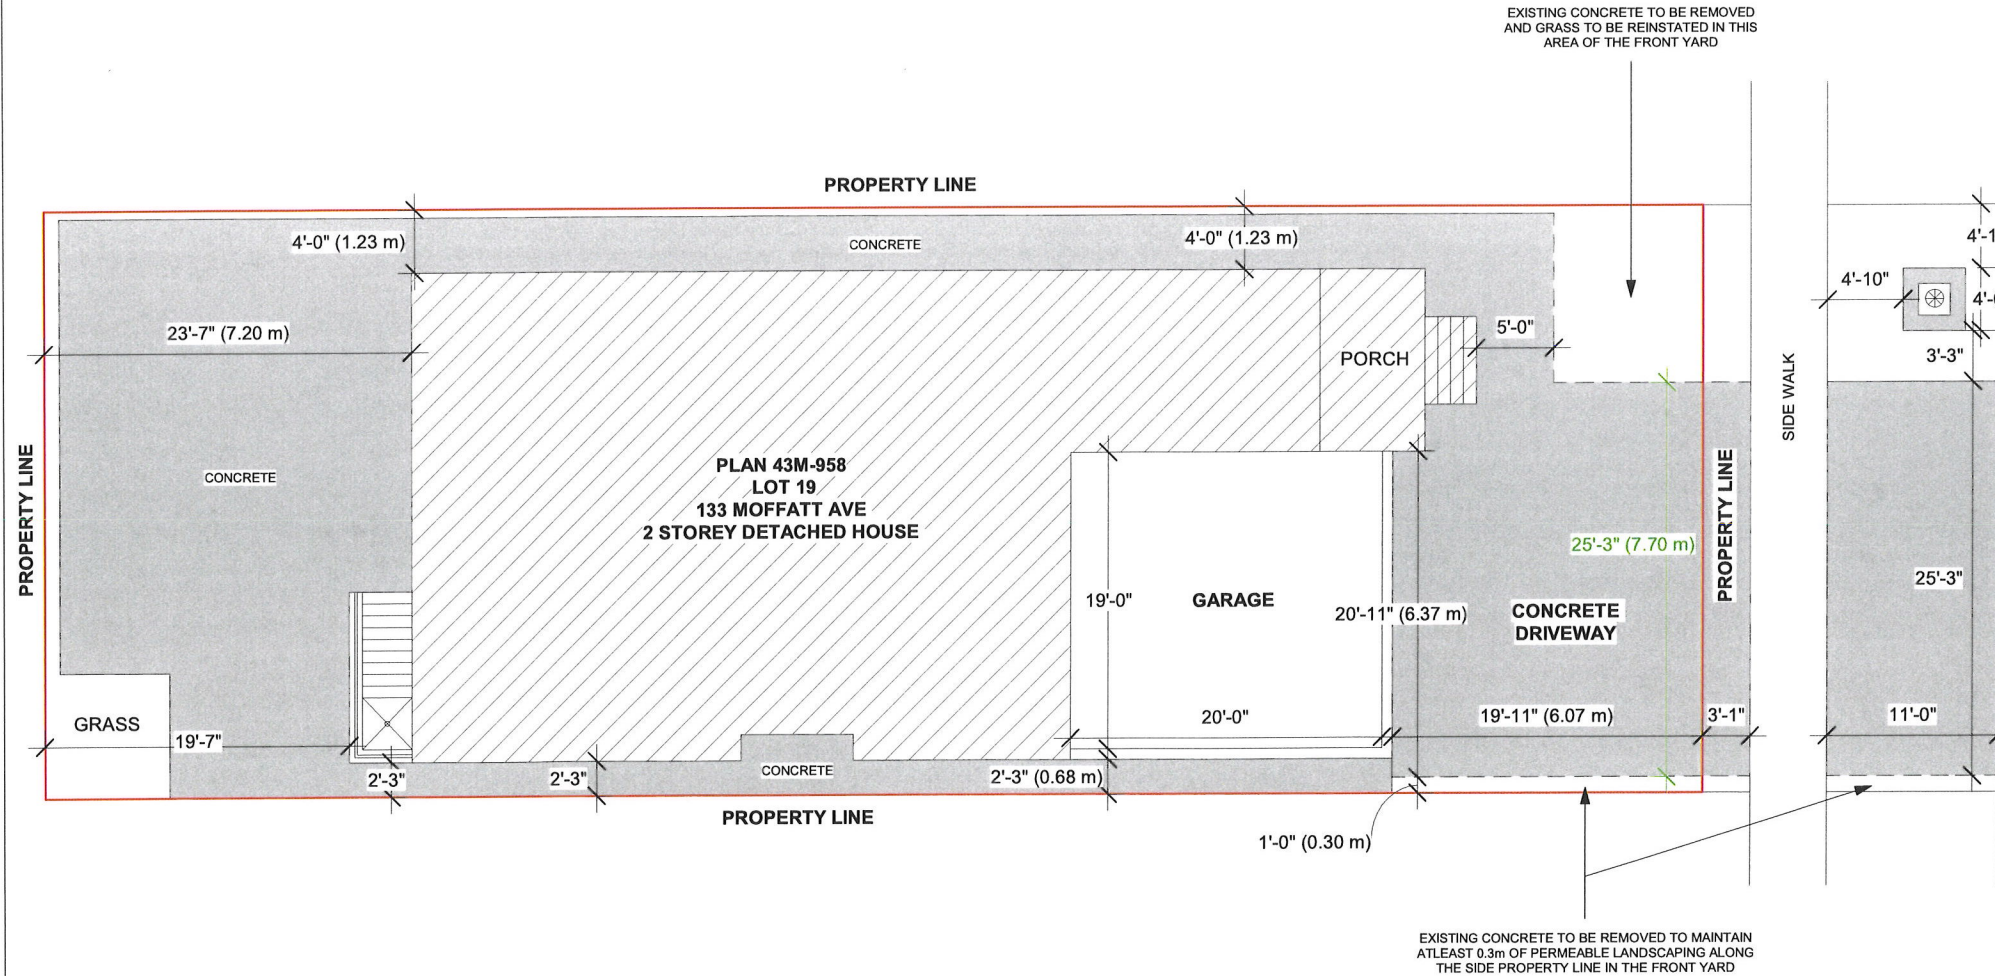 EXISTING CONCRETE TO BE REMOVED
AND GRASS TO BE REINSTATED IN THIS
AREA OF THE FRONT YARD
PROPERTY LINE
4'-0" (1.23 m)
CONCRETE
4'-0" (1.23 m)
4'-10"
3'-3"
23'-7" (7.20 m)
5'-0"
PORCH
SIDE WALK
PROPERTY LINE
CONCRETE
PLAN 43M-958
LOT 19
133 MOFFATT AVE
2 STOREY DETACHED HOUSE
PROPERTY LINE
25'-3" (7.70 m)
25'-3"
19'-0"
GARAGE
20'-11" (6.37 m)
CONCRETE
DRIVEWAY
GRASS
19'-7"
20'-0"
19'-11" (6.07 m)
3'-1"
11'-0"
2'-3"
2'-3"
CONCRETE
2'-3" (0.68 m)
PROPERTY LINE
1'-0" (0.30 m)
EXISTING CONCRETE TO BE REMOVED TO MAINTAIN
ATLEAST 0.3m OF PERMEABLE LANDSCAPING ALONG
THE SIDE PROPERTY LINE IN THE FRONT YARD